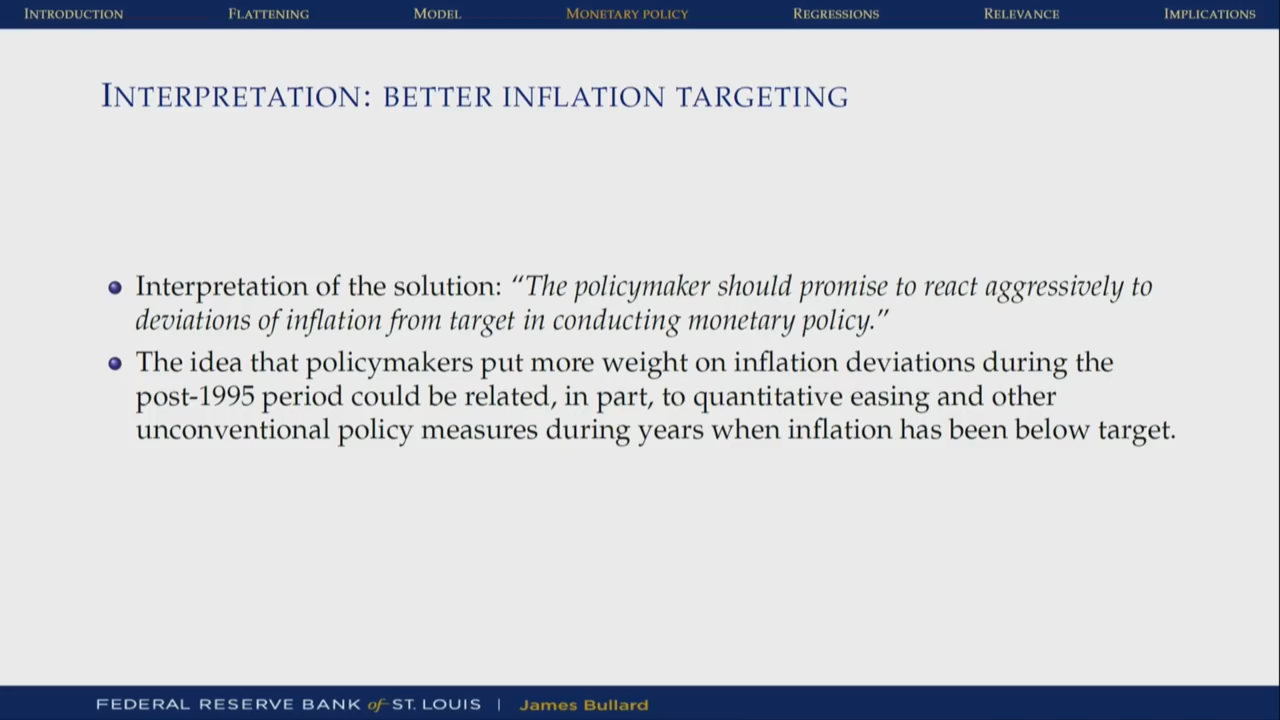 INTRODUCTION FLATTENING MODEL MONETARY POLICY REGRESSIONS RELEVANCE IMPLICATIONS
INTERPRETATION: BETTER INFLATION TARGETING
Interpretation of the solution: “The policymaker should promise to react aggressively to
deviations of inflation from target in conducting monetary policy.”
The idea that policymakers put more weight on inflation deviations during the
post-1995 period could be related, in part, to quantitative easing and other
unconventional policy measures during years when inflation has been below target.
FEDERAL RESERVE BANK of ST. LOUIS | James Bullard